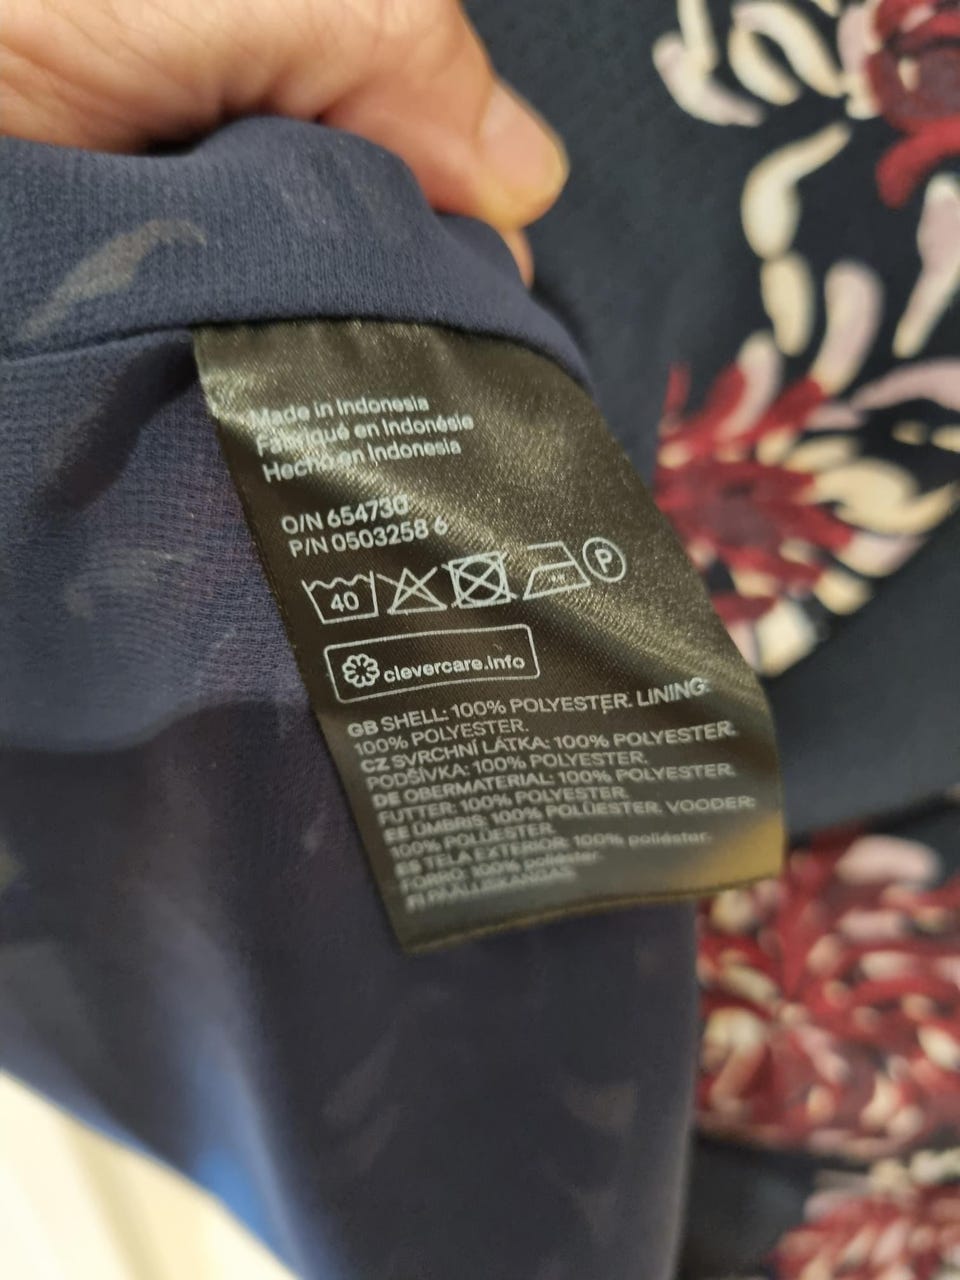 Made in Indonesia
Fabriqué en Indonésie
Hecho en Indonesia
O/N 654730
P/N 0503258 6
40 P
clevercare.info
GB SHELL: 100% POLYESTER. LINING:
100% POLYESTER.
CZ SVRCHNÍ LÁTKA: 100% POLYESTER.
PODŠÍVKA: 100% POLYESTER.
DE OBERMATERIAL: 100% POLYESTER.
FUTTER: 100% POLYESTER.
EE ÜMBRIS: 100% POLÜESTER. VOODER:
100% POLÜESTER.
ES TELA EXTERIOR: 100% poliéster.
FORRO: 100% poliéster.